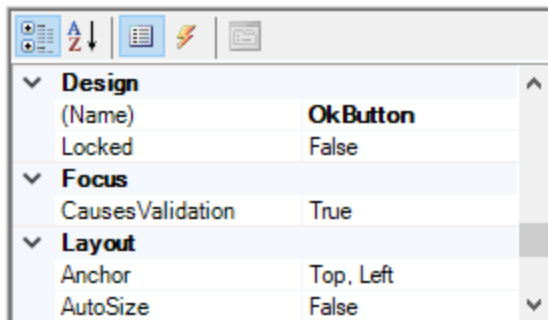 A
Z
Design
(Name) OkButton
Locked False
Focus
CausesValidation True
Layout
Anchor Top, Left
AutoSize False